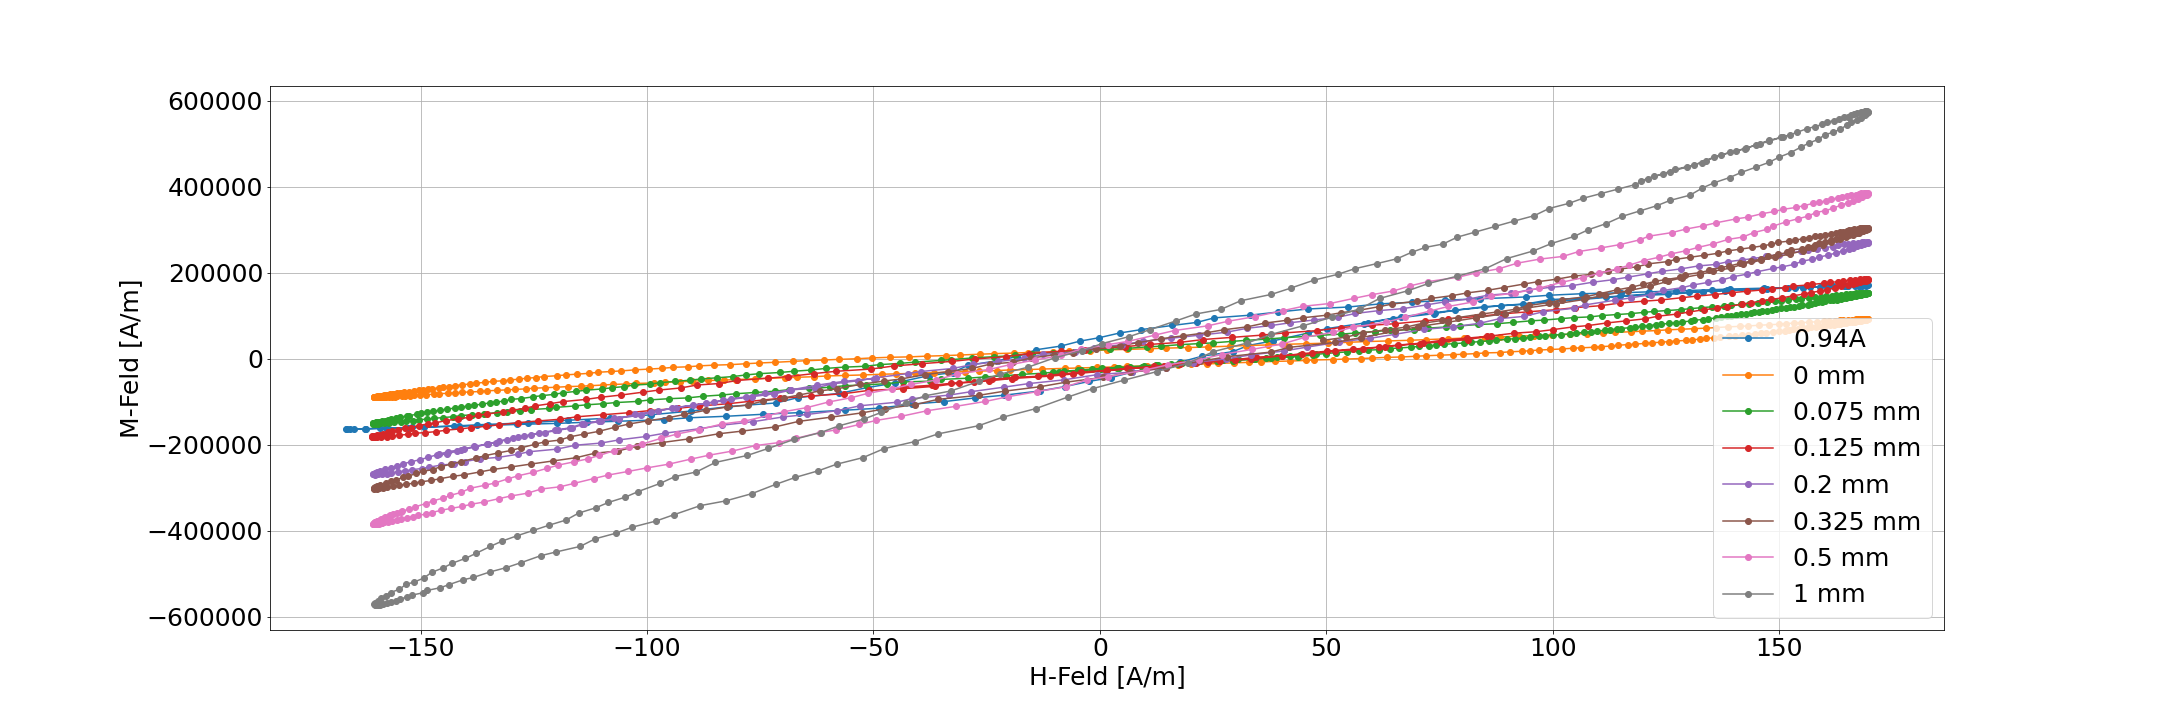 600000
400000
200000
0
−200000
−400000
−600000
M-Feld [A/m]
−150
−100
−50
0
50
100
150
H-Feld [A/m]
0.94A
0 mm
0.075 mm
0.125 mm
0.2 mm
0.325 mm
0.5 mm
1 mm